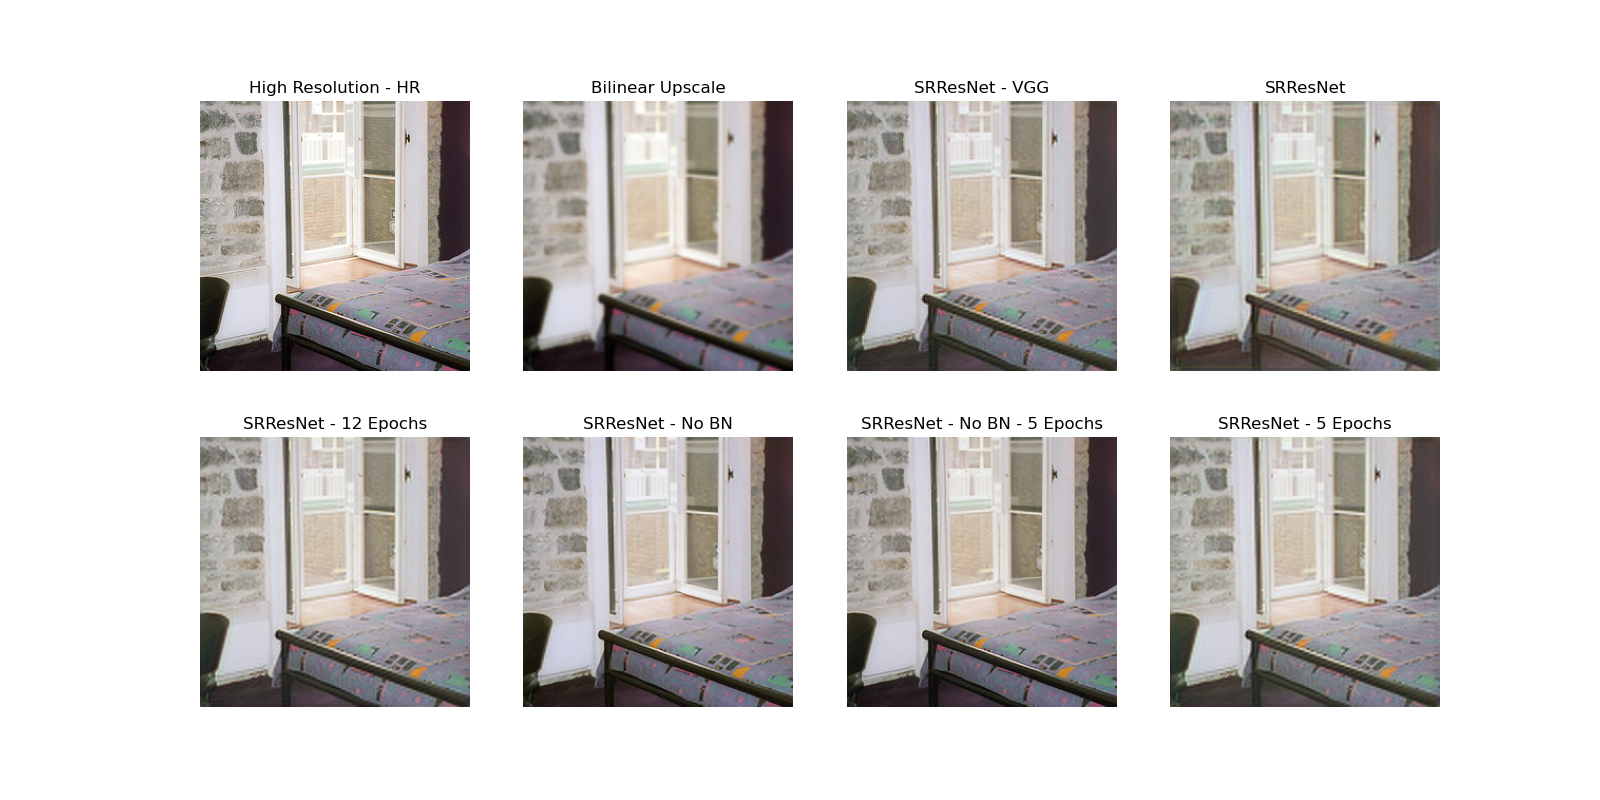 High Resolution - HR
Bilinear Upscale
SRResNet - VGG
SRResNet
SRResNet - 12 Epochs
SRResNet - No BN
SRResNet - No BN - 5 Epochs
SRResNet - 5 Epochs